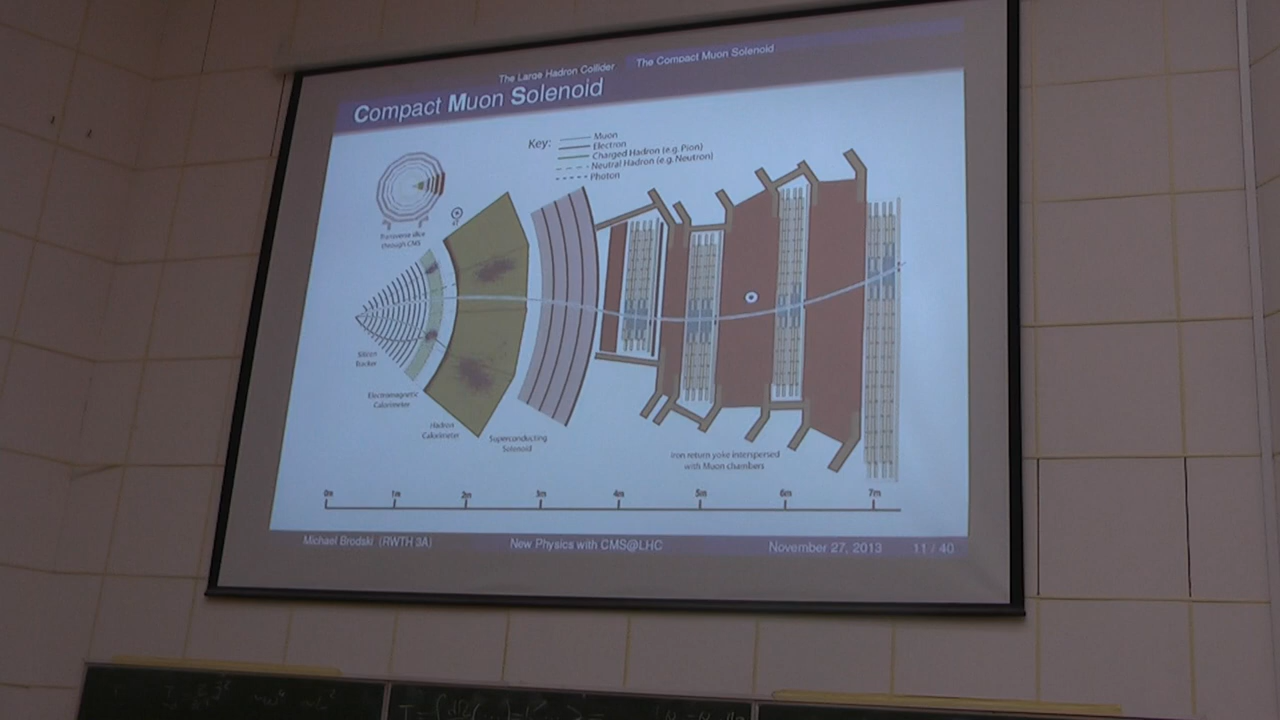 The Large Hadron Collider The Compact Muon Solenoid
Compact Muon Solenoid
Key:
Muon
Electron
Charged Hadron (e.g. Pion)
Neutral Hadron (e.g. Neutron)
Photon
Transverse slice
through CMS
Silicon
Tracker
Electromagnetic
Calorimeter
Hadron
Calorimeter
Superconducting
Solenoid
Iron return yoke interspersed
with Muon chambers
0m 1m 2m 3m 4m 5m 6m 7m
Michael Brodski (RWTH 3A) New Physics with CMS@LHC November 27, 2013 11 / 40